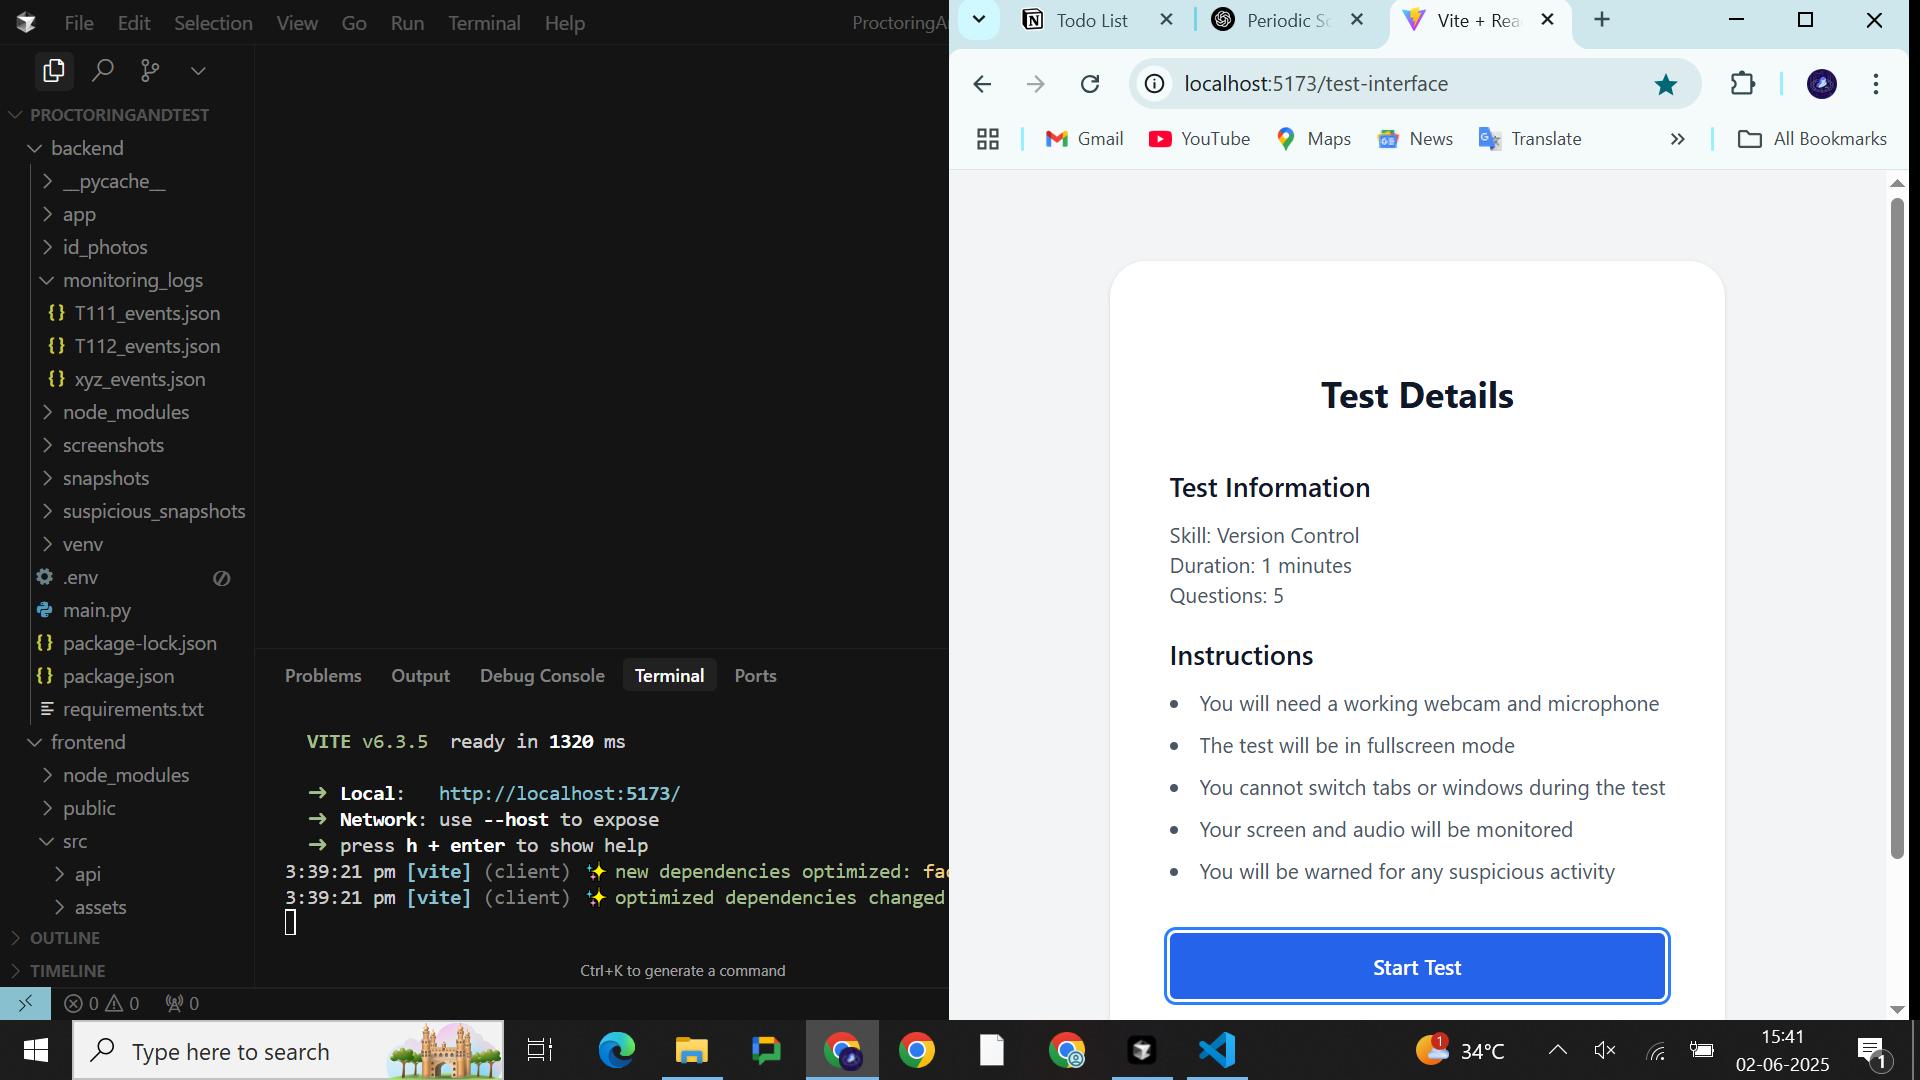 File Edit Selection View Go Run Terminal Help
PROCTORINGANDTEST
backend
__pycache__
app
id_photos
monitoring_logs
T111_events.json
T112_events.json
xyz_events.json
node_modules
screenshots
snapshots
suspicious_snapshots
venv
.env
main.py
package-lock.json
package.json
requirements.txt
frontend
node_modules
public
src
api
assets
OUTLINE
TIMELINE
0 0 0
Problems Output Debug Console Terminal Ports
VITE v6.3.5 ready in 1320 ms
➜ Local: http://localhost:5173/
➜ Network: use --host to expose
➜ press h + enter to show help
3:39:21 pm [vite] (client) ✨ new dependencies optimized:
3:39:21 pm [vite] (client) ✨ optimized dependencies changed
Ctrl+K to generate a command
Todo List Periodic Vite +
localhost:5173/test-interface
Gmail YouTube Maps News Translate » All Bookmarks
Test Details
Test Information
Skill: Version Control
Duration: 1 minutes
Questions: 5
Instructions
• You will need a working webcam and microphone
• The test will be in fullscreen mode
• You cannot switch tabs or windows during the test
• Your screen and audio will be monitored
• You will be warned for any suspicious activity
Start Test
Type here to search
1
34°C
15:41
02-06-2025
1